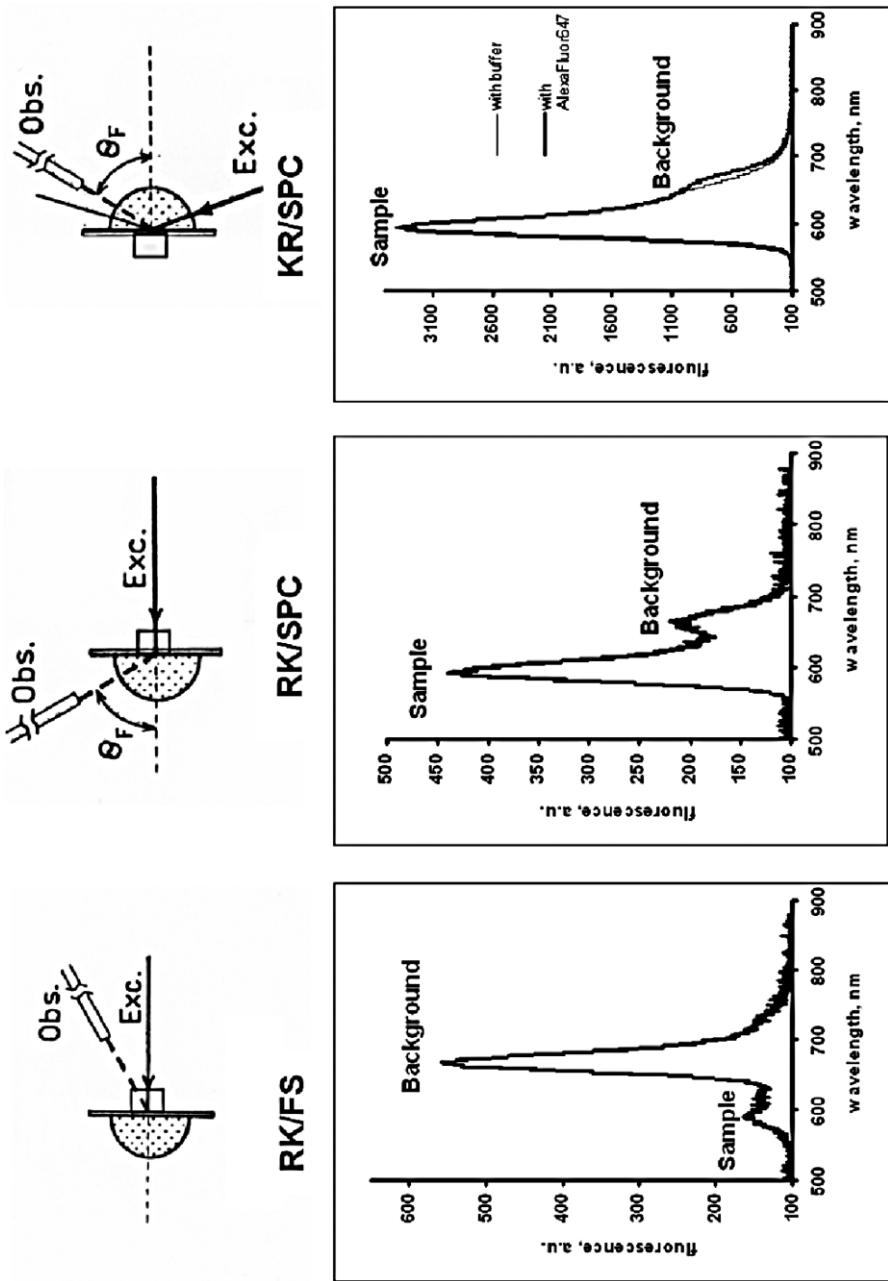 Obs.
Exc.
RK/FS
Obs.
θF
Exc.
RK/SPC
Obs.
θF
Exc.
KR/SPC
fluorescence, a.u.
600
500
400
300
200
100
Background
Sample
500
600
700
800
900
wavelength, nm
fluorescence, a.u.
500
450
400
350
300
250
200
150
100
Sample
Background
500
600
700
800
900
wavelength, nm
fluorescence, a.u.
3100
2600
2100
1600
1100
600
100
Sample
with buffer
with
AlexaFluor647
Background
500
600
700
800
900
wavelength, nm